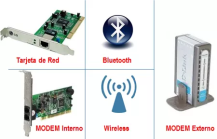 Tarjeta de Red
Bluetooth
MODEM Interno
Wireless
MODEM Externo